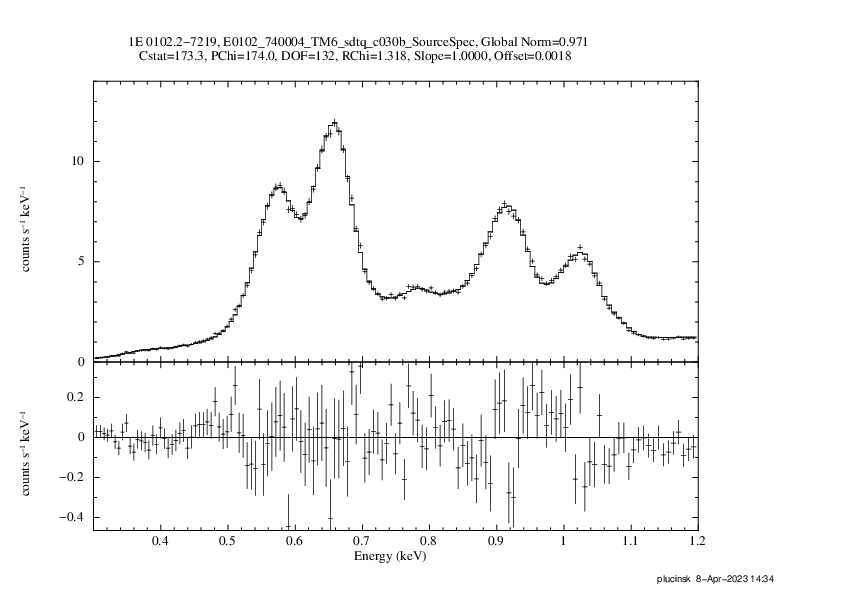 1E 0102.2−7219, E0102_740004_TM6_sdtq_c030b_SourceSpec, Global Norm=0.971
Cstat=173.3, PChi=174.0, DOF=132, RChi=1.318, Slope=1.0000, Offset=0.0018
10
5
0
counts s⁻¹ keV⁻¹
0.2
0
−0.2
−0.4
counts s⁻¹ keV⁻¹
0.4 0.5 0.6 0.7 0.8 0.9 1 1.1 1.2
Energy (keV)
plucinsk 8−Apr−2023 14:34